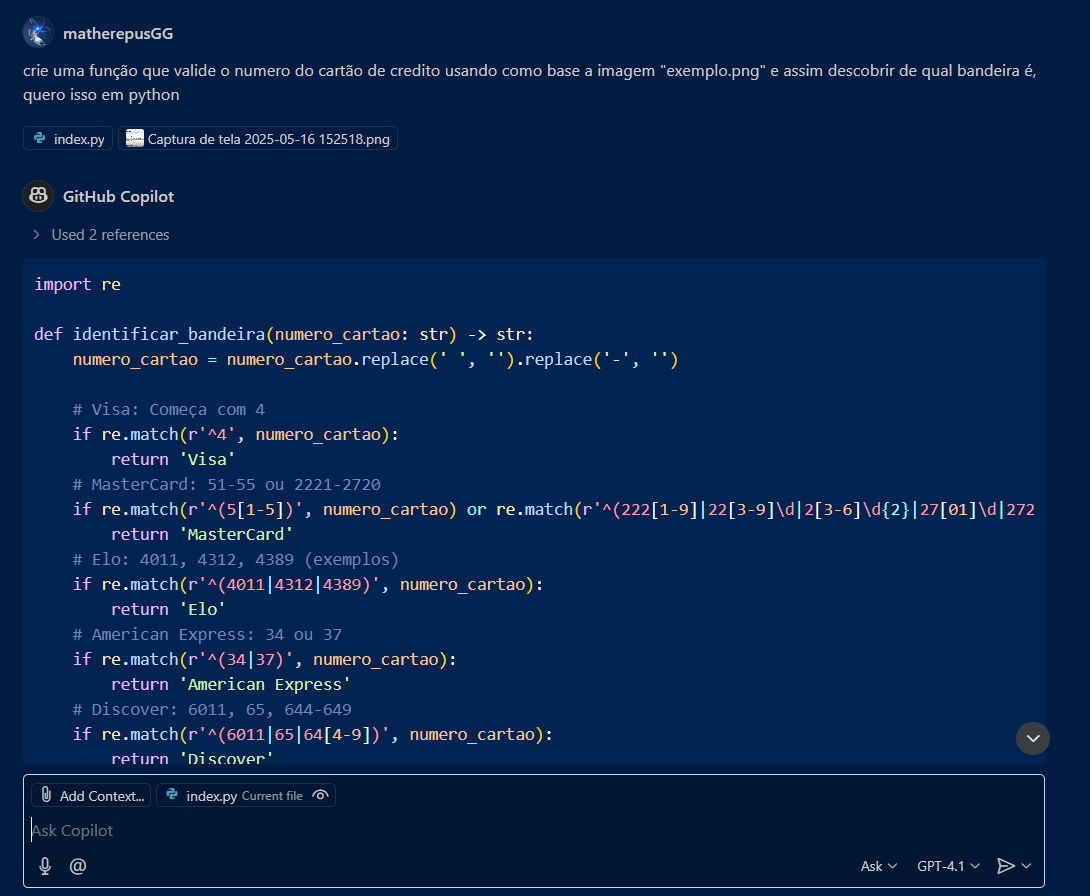 matherepusGG
crie uma função que valide o numero do cartão de credito usando como base a imagem "exemplo.png" e assim descobrir de qual bandeira é,
quero isso em python
index.py
Captura de tela 2025-05-16 152518.png
GitHub Copilot
Used 2 references
import re
def identificar_bandeira(numero_cartao: str) -> str:
    numero_cartao = numero_cartao.replace(' ', '').replace('-', '')
    # Visa: Começa com 4
    if re.match(r'^4', numero_cartao):
        return 'Visa'
    # MasterCard: 51-55 ou 2221-2720
    if re.match(r'^(5[1-5])', numero_cartao) or re.match(r'^(222[1-9]|22[3-9]\d|2[3-6]\d{2}|27[01]\d|272
        return 'MasterCard'
    # Elo: 4011, 4312, 4389 (exemplos)
    if re.match(r'^(4011|4312|4389)', numero_cartao):
        return 'Elo'
    # American Express: 34 ou 37
    if re.match(r'^(34|37)', numero_cartao):
        return 'American Express'
    # Discover: 6011, 65, 644-649
    if re.match(r'^(6011|65|64[4-9])', numero_cartao):
        return 'Discover'
Add Context...
index.py Current file
Ask Copilot
@
Ask
GPT-4.1